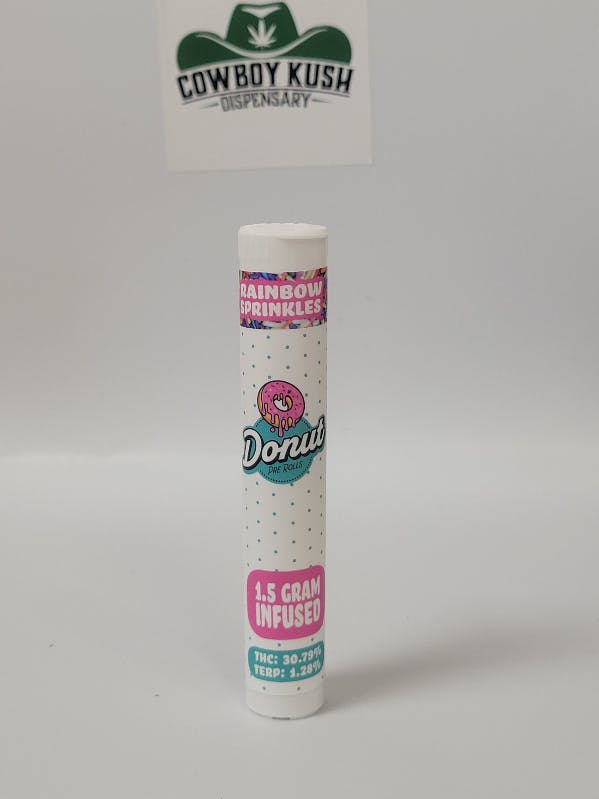 COWBOY KUSH
DISPENSARY
RAINBOW
SPRINKLES
Donut
PRE ROLLS
1.5 GRAM
INFUSED
THC: 30.79%
TERP: 1.28%